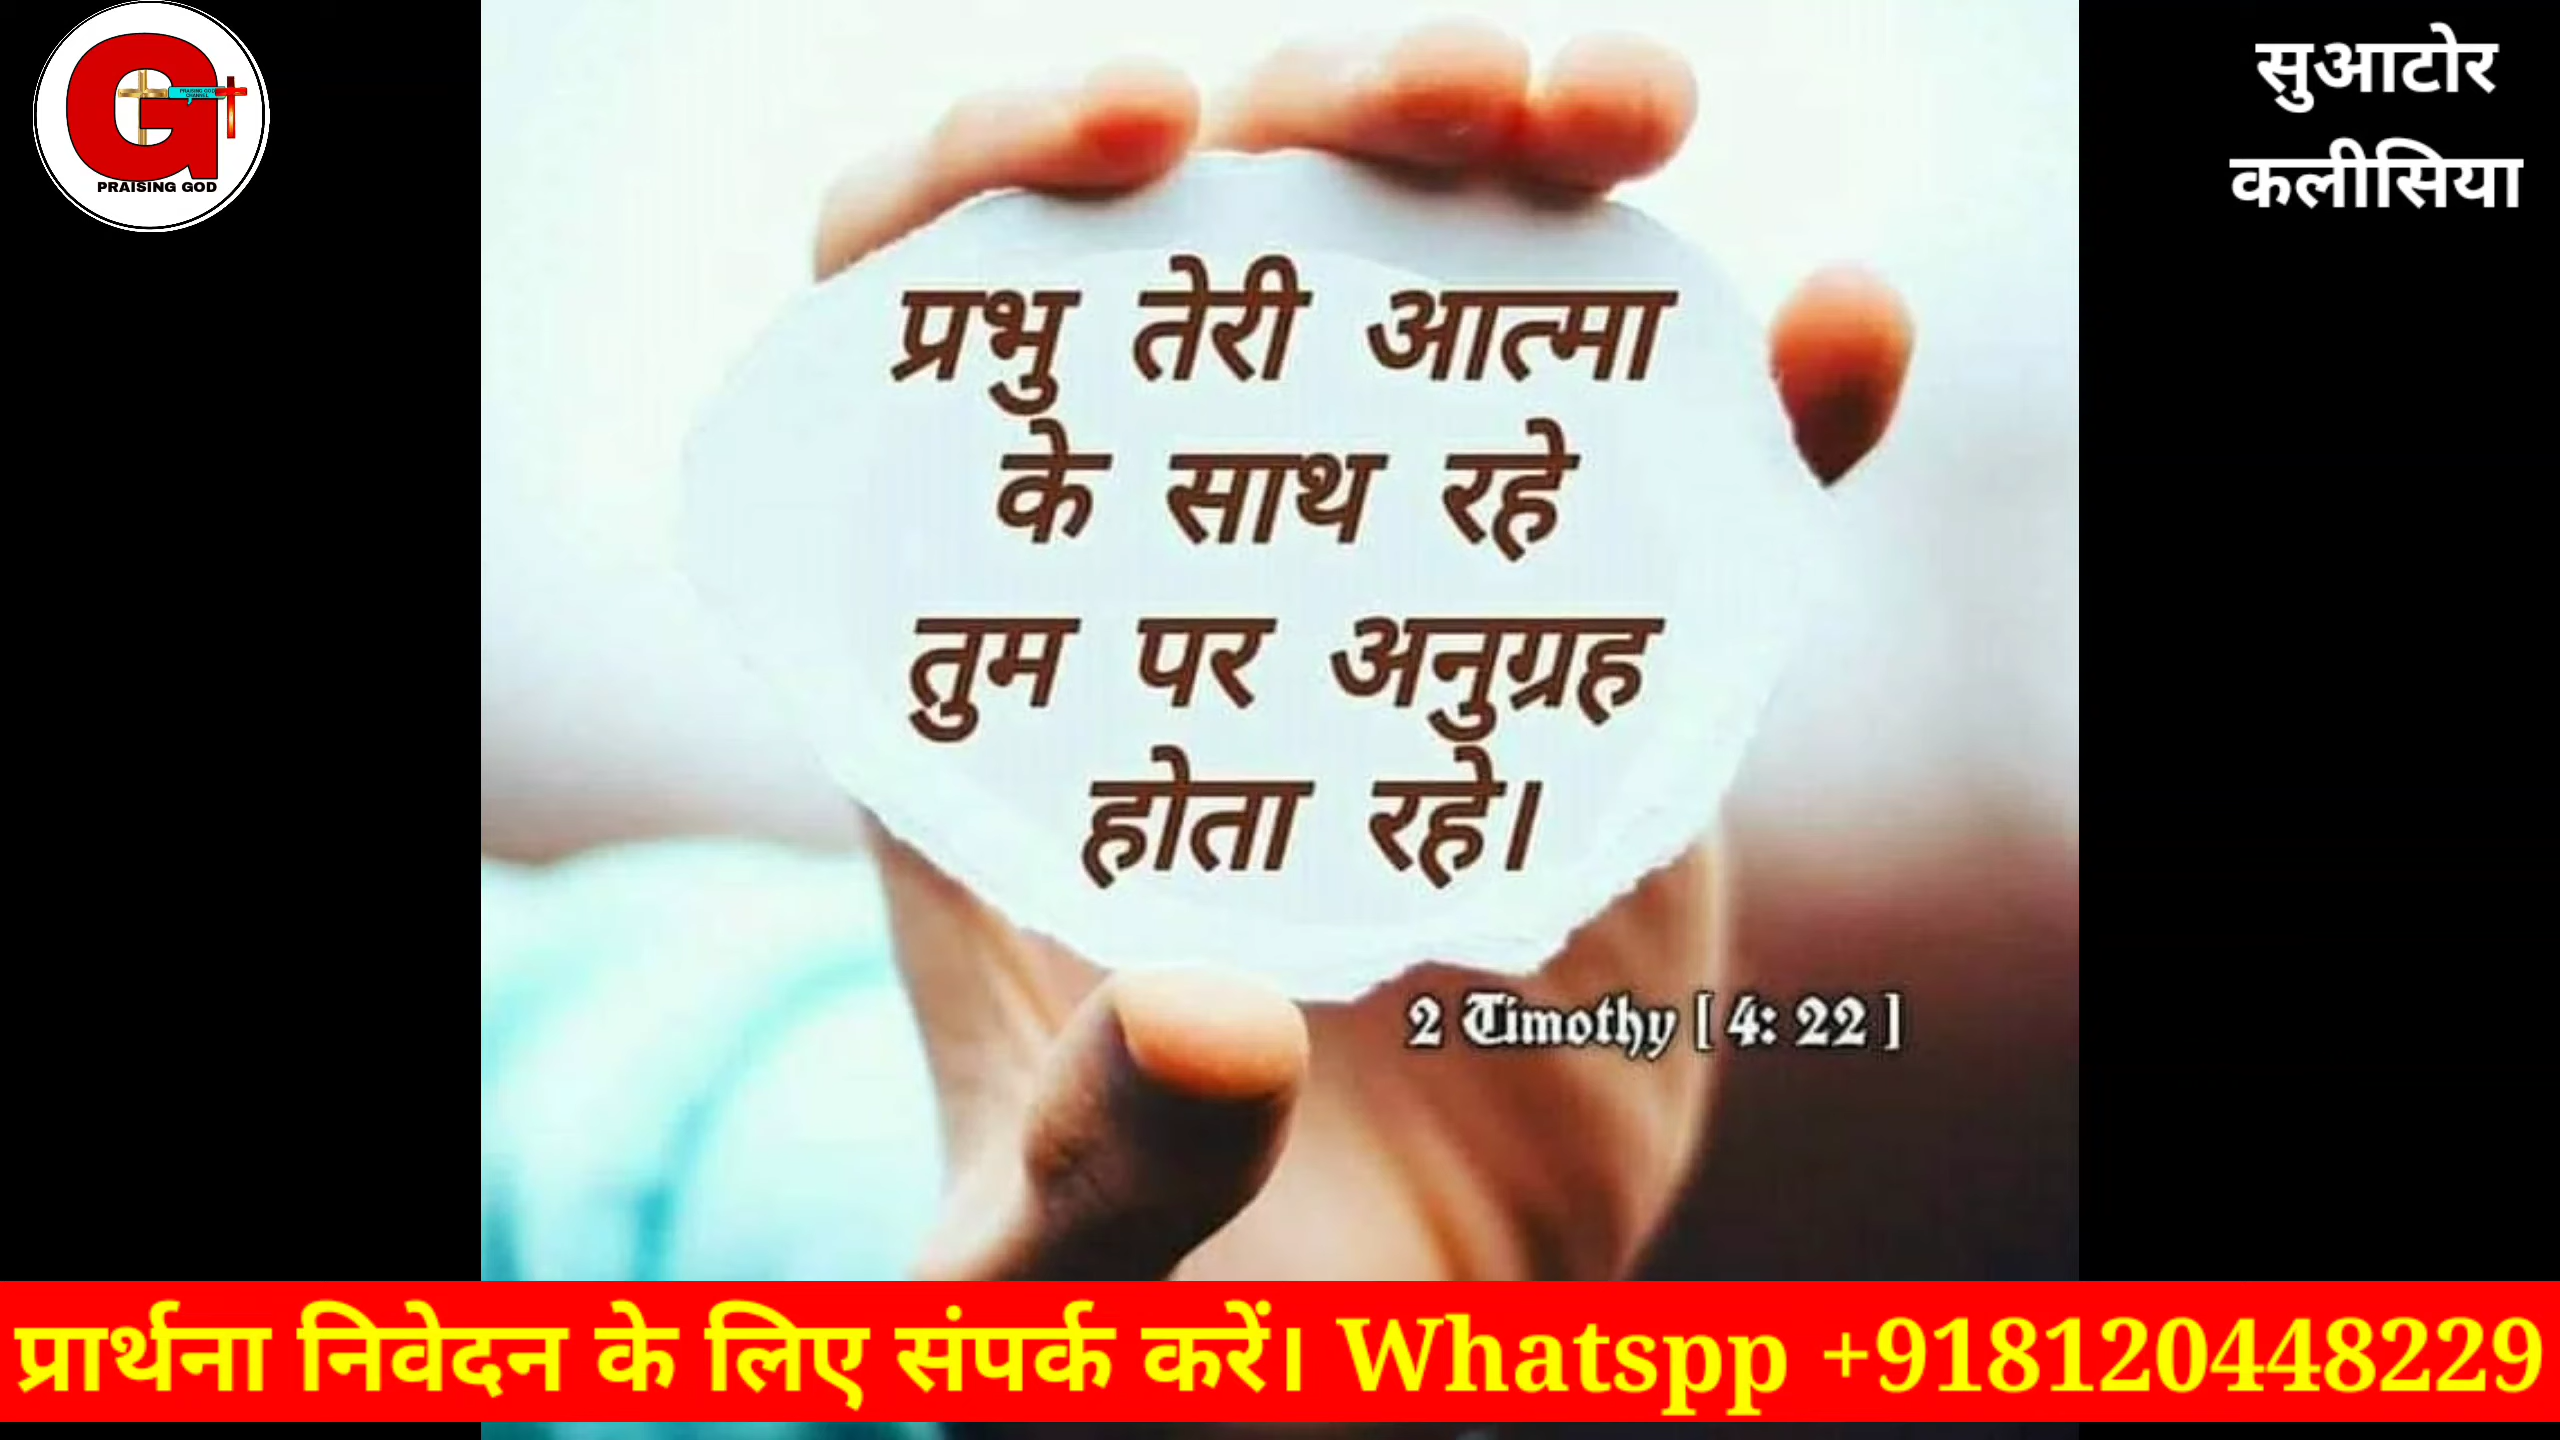 PRAISING GOD
सुआटोर
कलीसिया
प्रभु तेरी आत्मा
के साथ रहे
तुम पर अनुग्रह
होता रहे।
2 Timothy [ 4: 22 ]
प्रार्थना निवेदन के लिए संपर्क करें। Whatspp +918120448229